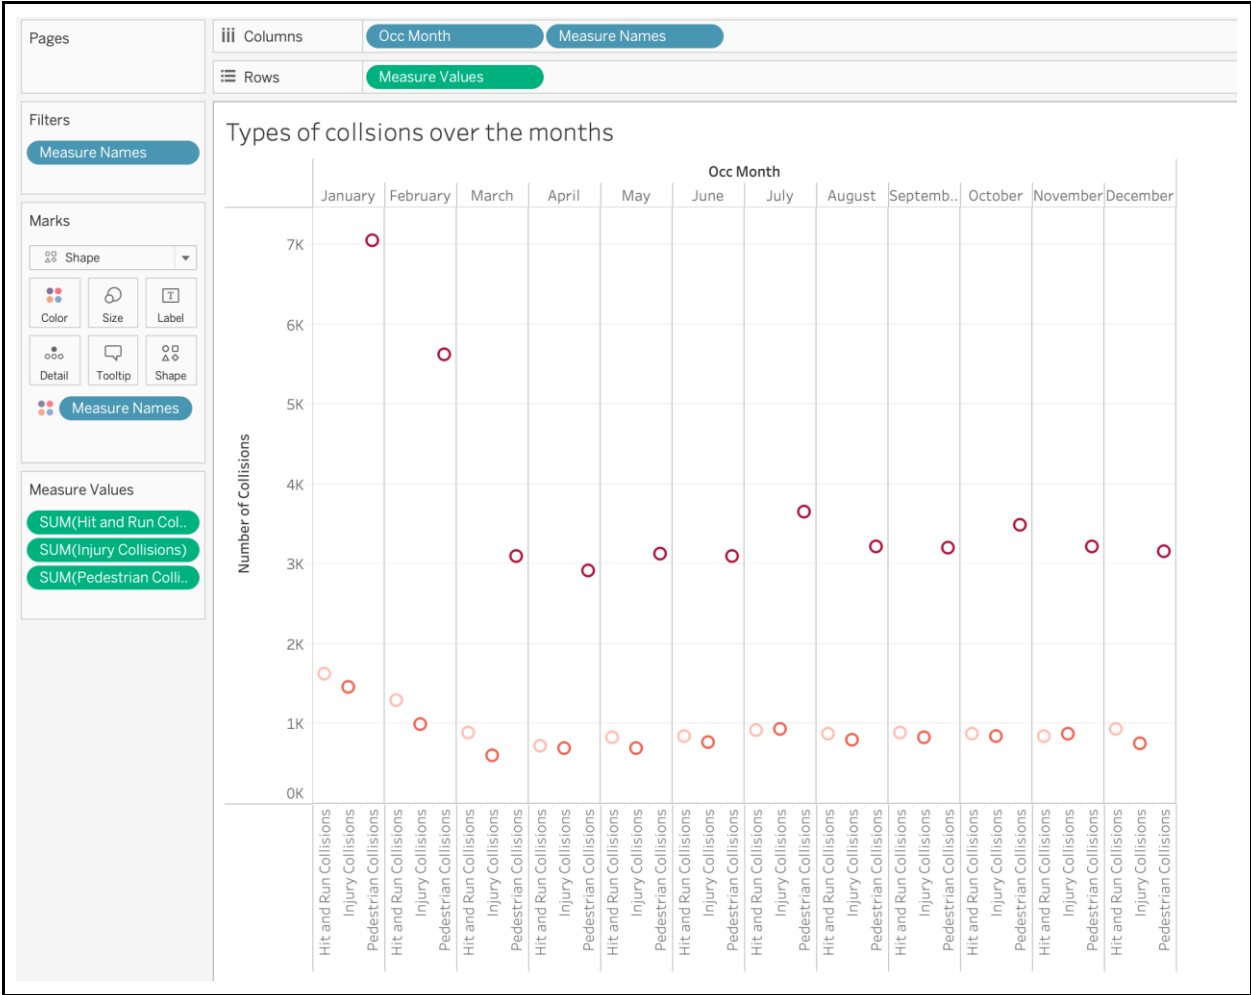 Pages
Columns
Occ Month
Measure Names
Rows
Measure Values
Filters
Measure Names
Marks
Shape
Color
Size
Label
Detail
Tooltip
Shape
Measure Names
Measure Values
SUM(Hit and Run Col..
SUM(Injury Collisions)
SUM(Pedestrian Colli..
Types of collsions over the months
Occ Month
January February March April May June July August Septemb.. October November December
Number of Collisions
7K
6K
5K
4K
3K
2K
1K
0K
Hit and Run Collisions
Injury Collisions
Pedestrian Collisions
Hit and Run Collisions
Injury Collisions
Pedestrian Collisions
Hit and Run Collisions
Injury Collisions
Pedestrian Collisions
Hit and Run Collisions
Injury Collisions
Pedestrian Collisions
Hit and Run Collisions
Injury Collisions
Pedestrian Collisions
Hit and Run Collisions
Injury Collisions
Pedestrian Collisions
Hit and Run Collisions
Injury Collisions
Pedestrian Collisions
Hit and Run Collisions
Injury Collisions
Pedestrian Collisions
Hit and Run Collisions
Injury Collisions
Pedestrian Collisions
Hit and Run Collisions
Injury Collisions
Pedestrian Collisions
Hit and Run Collisions
Injury Collisions
Pedestrian Collisions
Hit and Run Collisions
Injury Collisions
Pedestrian Collisions